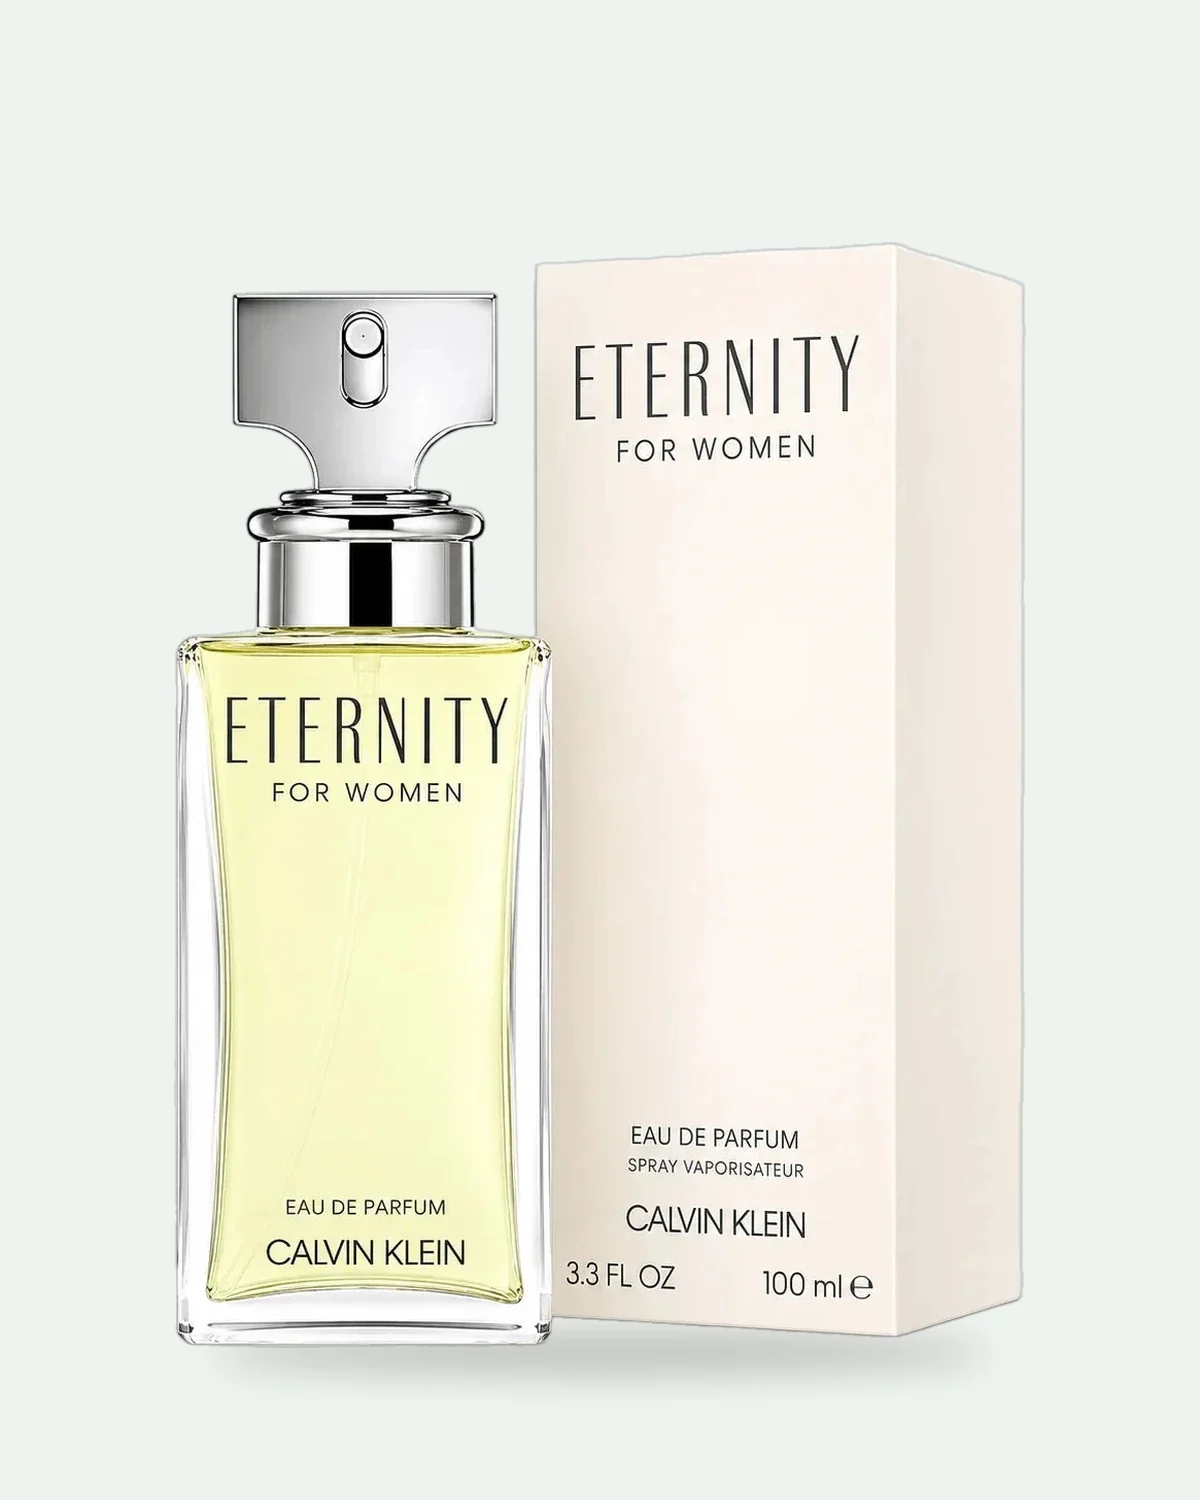 ETERNITY
FOR WOMEN
EAU DE PARFUM
CALVIN KLEIN
ETERNITY
FOR WOMEN
EAU DE PARFUM
SPRAY VAPORISATEUR
CALVIN KLEIN
3.3 FL OZ 100 ml ℮